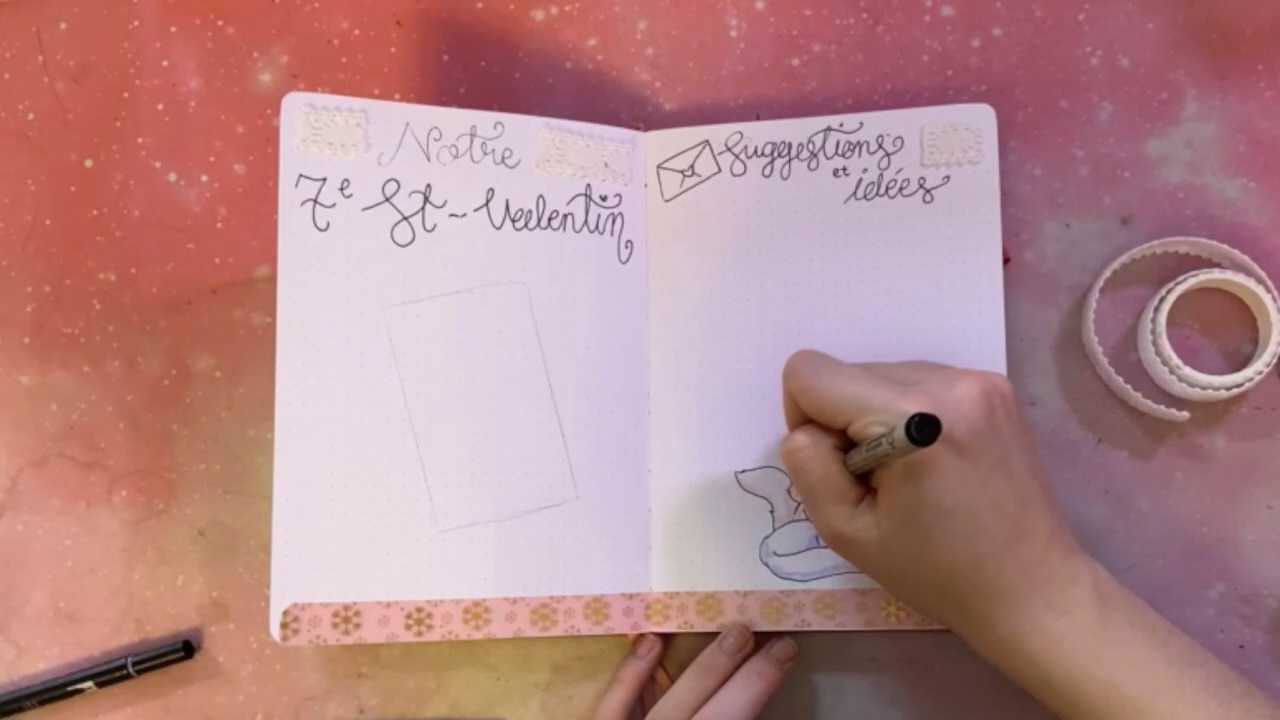 Notre
7e St-Valentin
Suggestions
et
idées